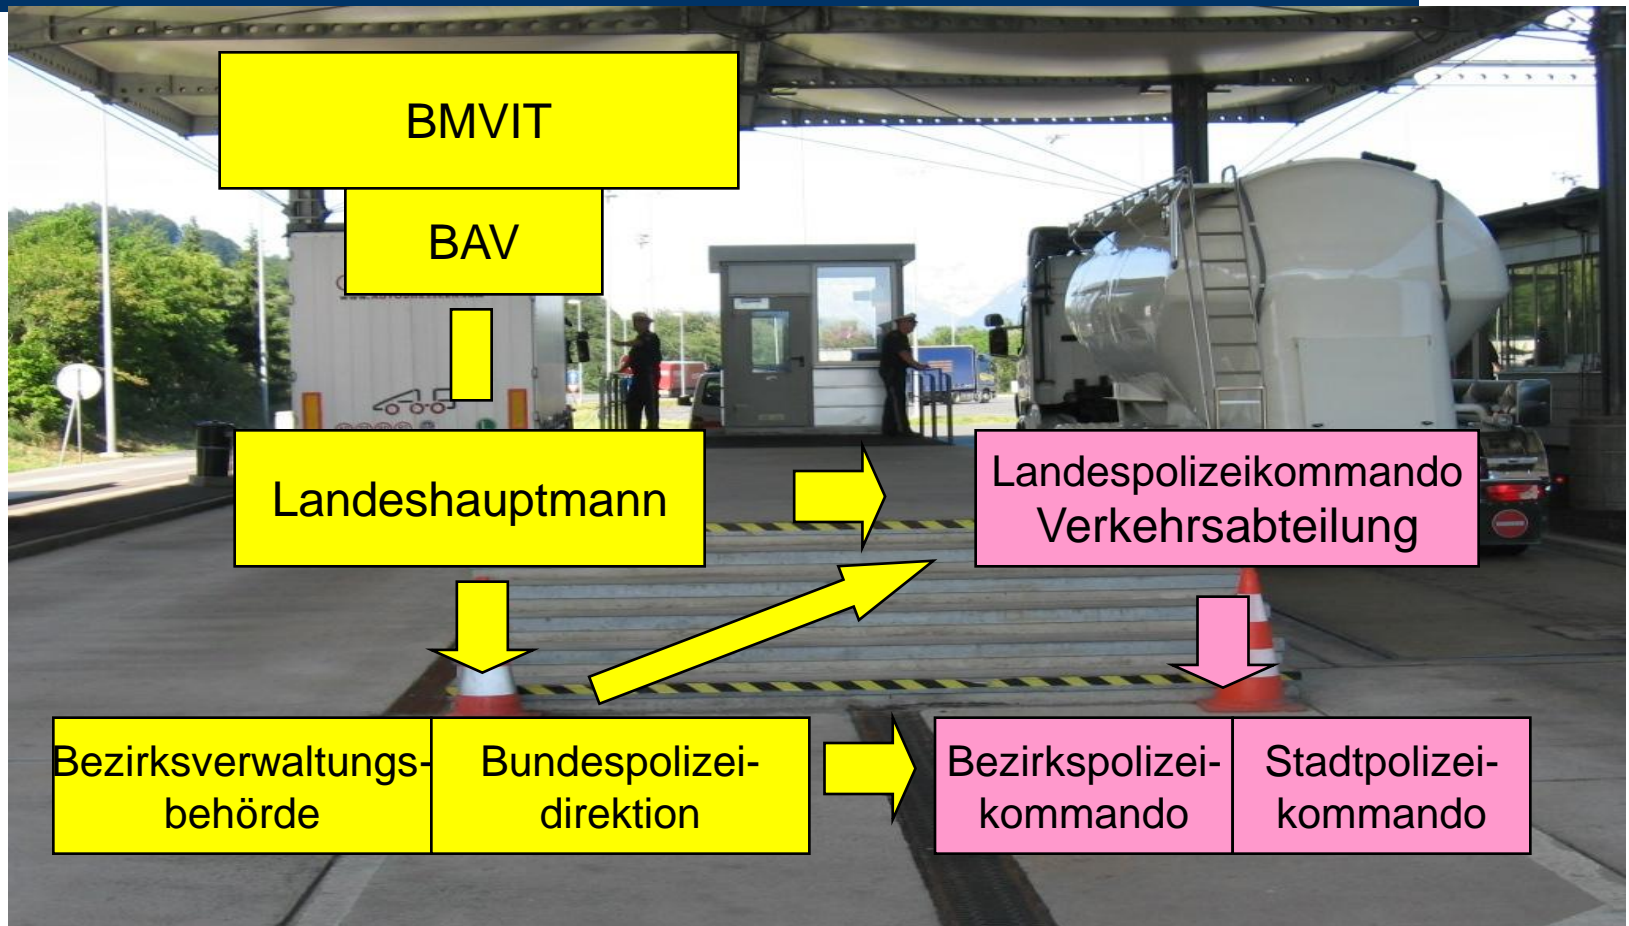 BMVIT
BAV
Landeshauptmann
Landespolizeikommando
Verkehrsabteilung
Bezirksverwaltungs-
behörde
Bundespolizei-
direktion
Bezirkspolizei-
kommando
Stadtpolizei-
kommando